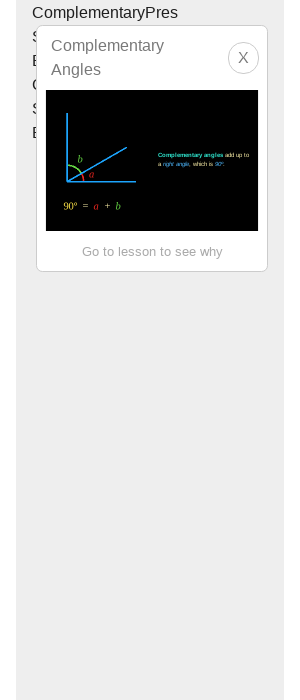 ComplementaryPres
S
E
S
E
Complementary
Angles
X
b
a
90° = a + b
Complementary angles add up to
a right angle, which is 90°.
Go to lesson to see why